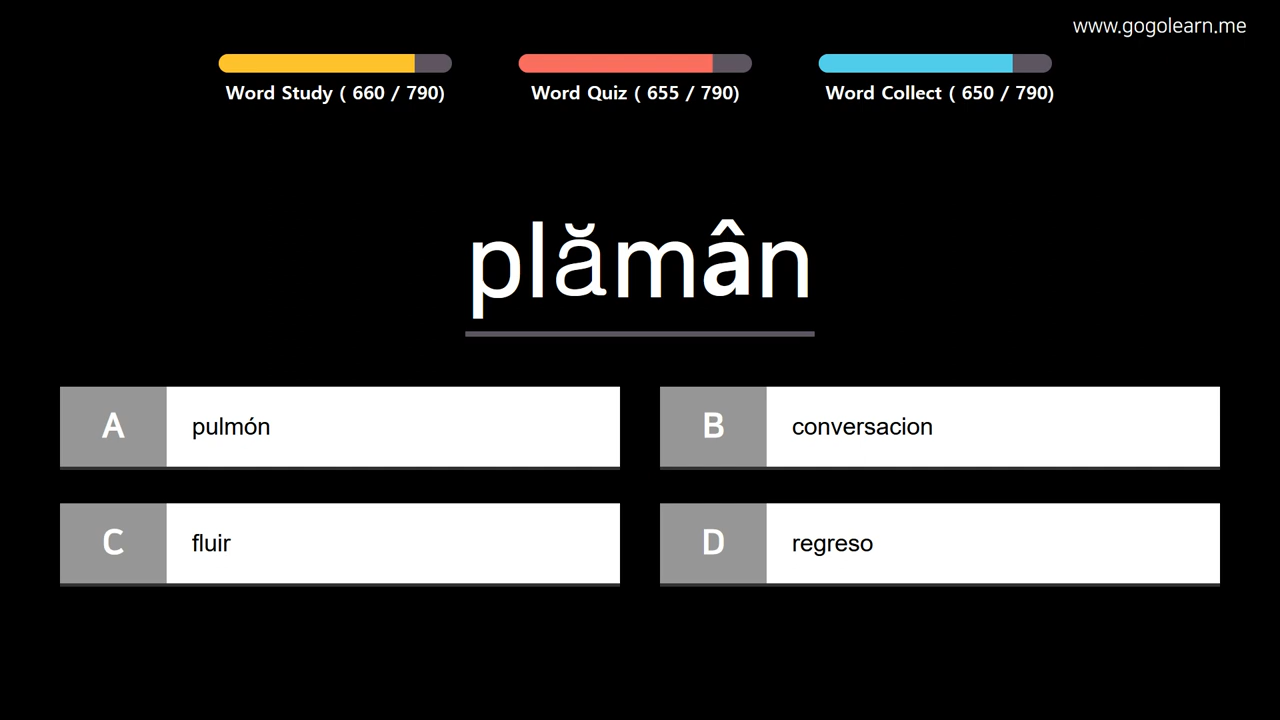 www.gogolearn.me
Word Study ( 660 / 790)
Word Quiz ( 655 / 790)
Word Collect ( 650 / 790)
plămân
A pulmón
B conversacion
C fluir
D regreso